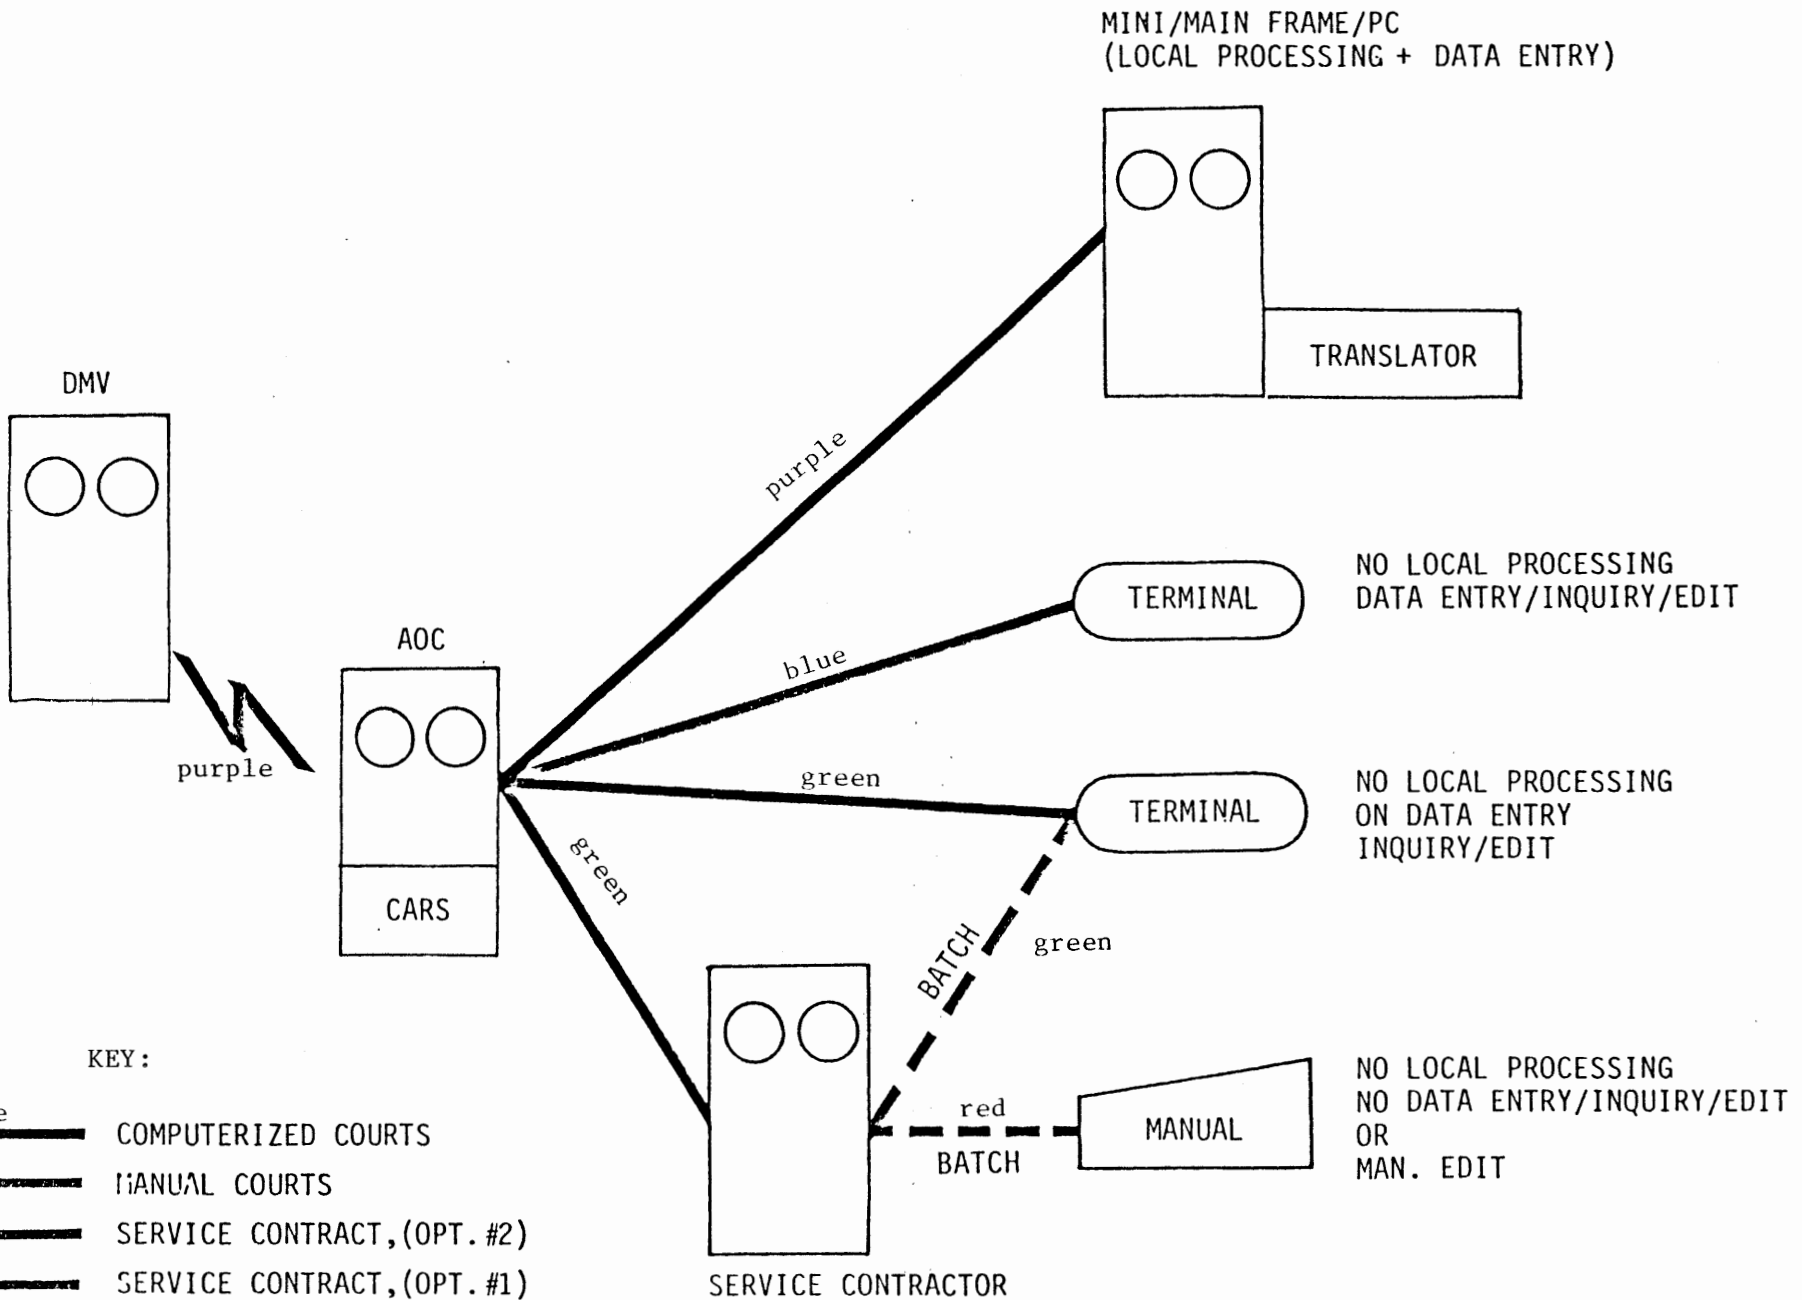 MINI/MAIN FRAME/PC
(LOCAL PROCESSING + DATA ENTRY)
TRANSLATOR
DMV
purple
purple
AOC
CARS
TERMINAL
NO LOCAL PROCESSING
DATA ENTRY/INQUIRY/EDIT
blue
green
TERMINAL
NO LOCAL PROCESSING
ON DATA ENTRY
INQUIRY/EDIT
green
BATCH
green
red
BATCH
MANUAL
NO LOCAL PROCESSING
NO DATA ENTRY/INQUIRY/EDIT
OR
MAN. EDIT
SERVICE CONTRACTOR
KEY:
COMPUTERIZED COURTS
MANUAL COURTS
SERVICE CONTRACT,(OPT.#2)
SERVICE CONTRACT,(OPT.#1)